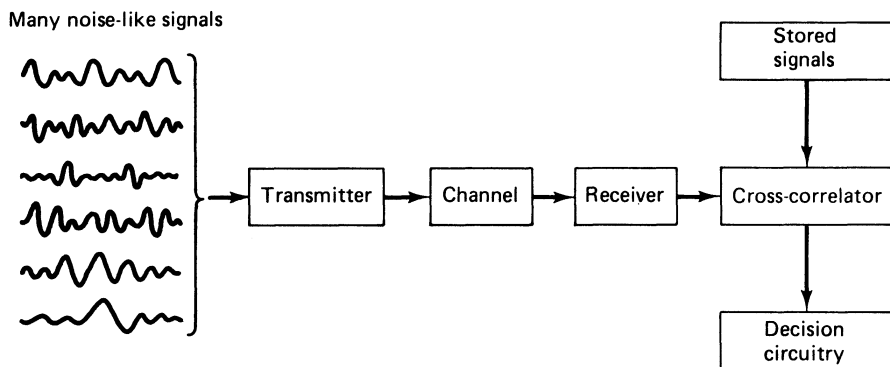 Many noise-like signals
Stored
signals
Transmitter
Channel
Receiver
Cross-correlator
Decision
circuitry